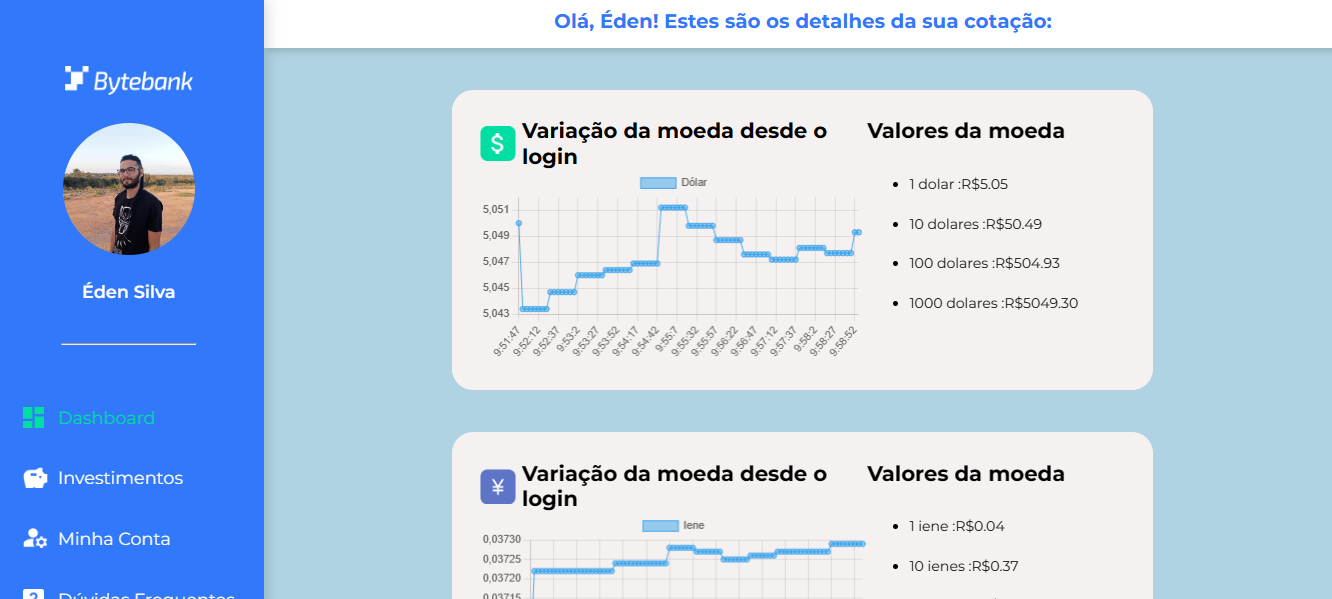 Olá, Éden! Estes são os detalhes da sua cotação:
Bytebank
Éden Silva
Dashboard
Investimentos
Minha Conta
Dúvidas Frequentes
$
Variação da moeda desde o
login
Dólar
5,051
5,049
5,047
5,045
5,043
9:51:47
9:52:12
9:52:37
9:53:2
9:53:27
9:53:52
9:54:17
9:54:42
9:55:7
9:55:32
9:55:57
9:56:22
9:56:47
9:57:12
9:57:37
9:58:2
9:58:27
9:58:52
Valores da moeda
1 dolar :R$5.05
10 dolares :R$50.49
100 dolares :R$504.93
1000 dolares :R$5049.30
¥
Variação da moeda desde o
login
Iene
0,03730
0,03725
0,03720
0,03715
Valores da moeda
1 iene :R$0.04
10 ienes :R$0.37